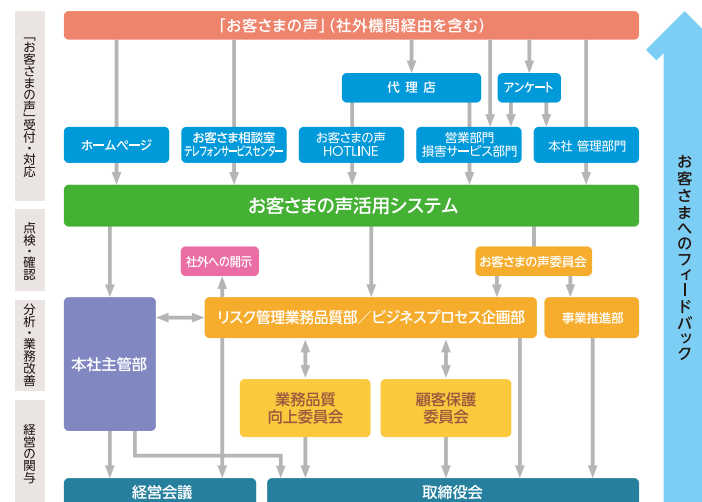 「お客さまの声」(社外機関経由を含む)
「お客さまの声」受付・対応
代理店
アンケート
ホームページ
お客さま相談室
テレフォンサービスセンター
お客さまの声
HOTLINE
営業部門
損害サービス部門
本社 管理部門
お客さまの声活用システム
点検・確認
社外への開示
お客さまの声委員会
分析・業務改善
本社主管部
リスク管理業務品質部/ビジネスプロセス企画部
事業推進部
業務品質
向上委員会
顧客保護
委員会
経営の関与
経営会議
取締役会
お客さまへのフィードバック